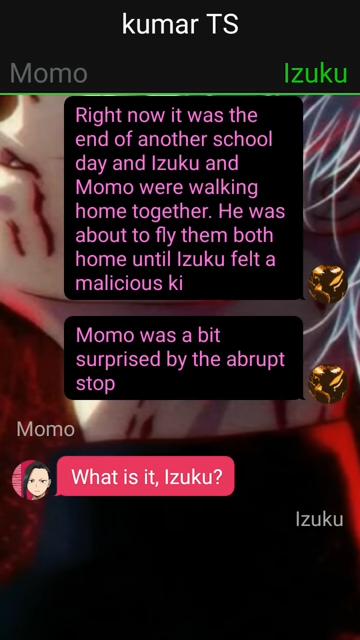 kumar TS
Momo
Izuku
Right now it was the
end of another school
day and Izuku and
Momo were walking
home together. He was
about to fly them both
home until Izuku felt a
malicious ki
Momo was a bit
surprised by the abrupt
stop
Momo
What is it, Izuku?
Izuku